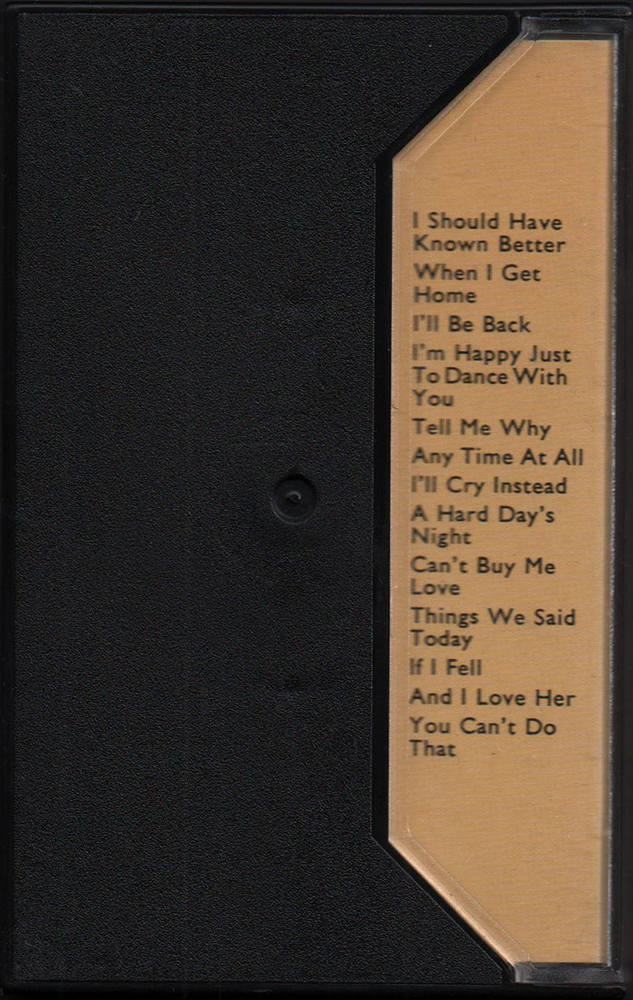 I Should Have
Known Better
When I Get
Home
I'll Be Back
I'm Happy Just
To Dance With
You
Tell Me Why
Any Time At All
I'll Cry Instead
A Hard Day's
Night
Can't Buy Me
Love
Things We Said
Today
If I Fell
And I Love Her
You Can't Do
That